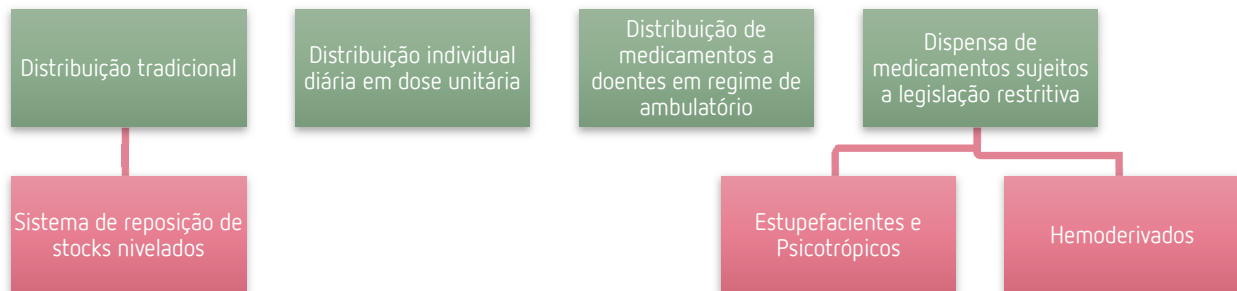 Distribuição tradicional
Distribuição individual
diária em dose unitária
Distribuição de
medicamentos a
doentes em regime de
ambulatório
Dispensa de
medicamentos sujeitos
a legislação restritiva
Sistema de reposição de
stocks nivelados
Estupefacientes e
Psicotrópicos
Hemoderivados